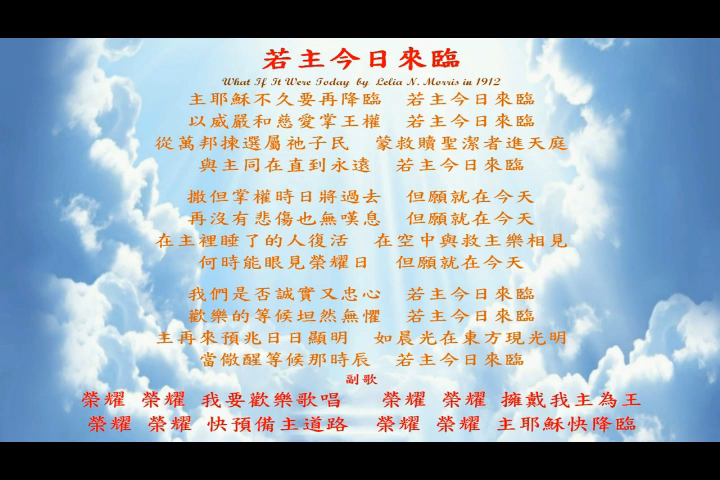 若主今日來臨
What If It Were Today by Lelia N. Morris in 1912
主耶穌不久要再降臨　若主今日來臨
以威嚴和慈愛掌王權　若主今日來臨
從萬邦揀選屬祂子民　蒙救贖聖潔者進天庭
與主同在直到永遠　若主今日來臨
撒但掌權時日將過去　但願就在今天
再沒有悲傷也無嘆息　但願就在今天
在主裡睡了的人復活　在空中與救主樂相見
何時能眼見榮耀日　但願就在今天
我們是否誠實又忠心　若主今日來臨
歡樂的等候坦然無懼　若主今日來臨
主再來預兆日日顯明　如晨光在東方現光明
當儆醒等候那時辰　若主今日來臨
副歌
榮耀 榮耀 我要歡樂歌唱　榮耀 榮耀 擁戴我主為王
榮耀 榮耀 快預備主道路　榮耀 榮耀 主耶穌快降臨